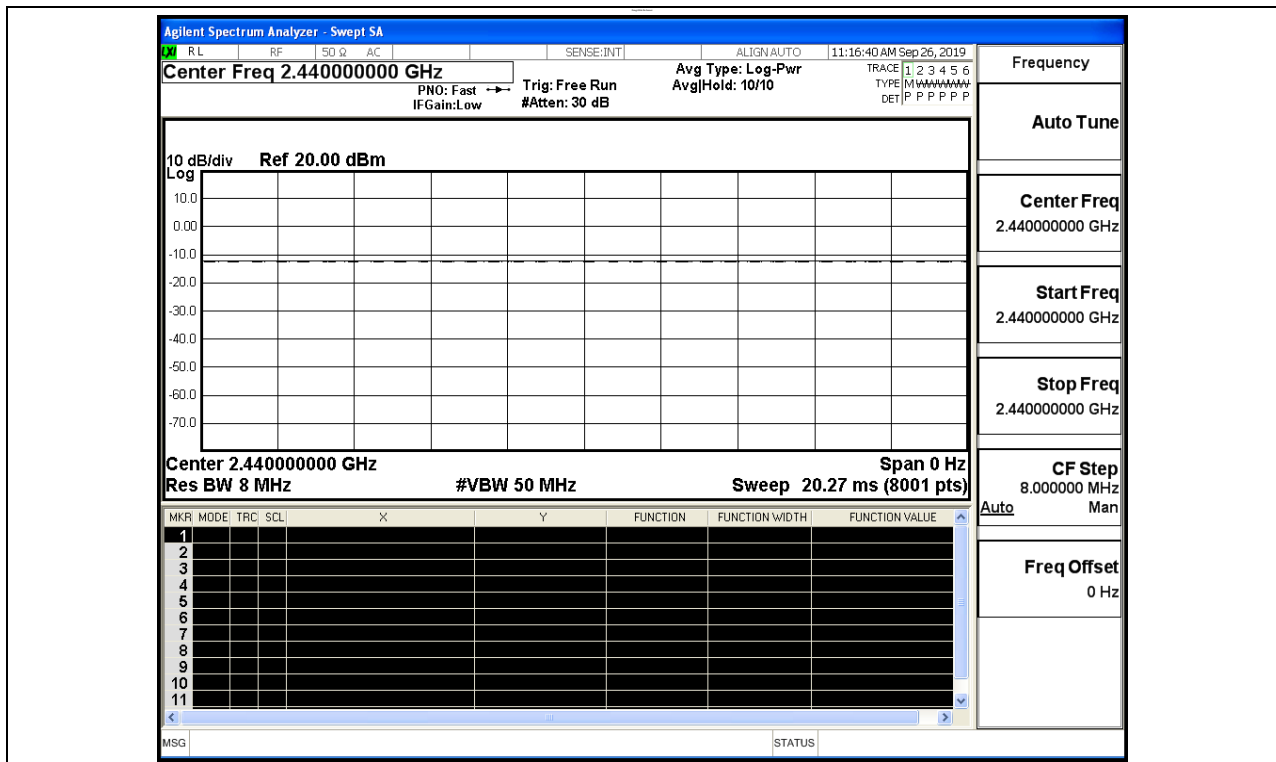 Agilent Spectrum Analyzer - Swept SA
LXI RL RF 50 Ω AC SENSE:INT ALIGN AUTO 11:16:40 AM Sep 26, 2019
Center Freq 2.440000000 GHz
PNO: Fast
IFGain:Low
Trig: Free Run
#Atten: 30 dB
Avg Type: Log-Pwr
Avg|Hold: 10/10
TRACE 1 2 3 4 5 6
TYPE M WWWWW
DET P P P P P P
10 dB/div Ref 20.00 dBm
Log
10.0
0.00
-10.0
-20.0
-30.0
-40.0
-50.0
-60.0
-70.0
Center 2.440000000 GHz Span 0 Hz
Res BW 8 MHz #VBW 50 MHz Sweep 20.27 ms (8001 pts)
MKR MODE TRC SCL X Y FUNCTION FUNCTION WIDTH FUNCTION VALUE
1
2
3
4
5
6
7
8
9
10
11
MSG STATUS
Frequency
Auto Tune
Center Freq
2.440000000 GHz
Start Freq
2.440000000 GHz
Stop Freq
2.440000000 GHz
CF Step
8.000000 MHz
Auto Man
Freq Offset
0 Hz